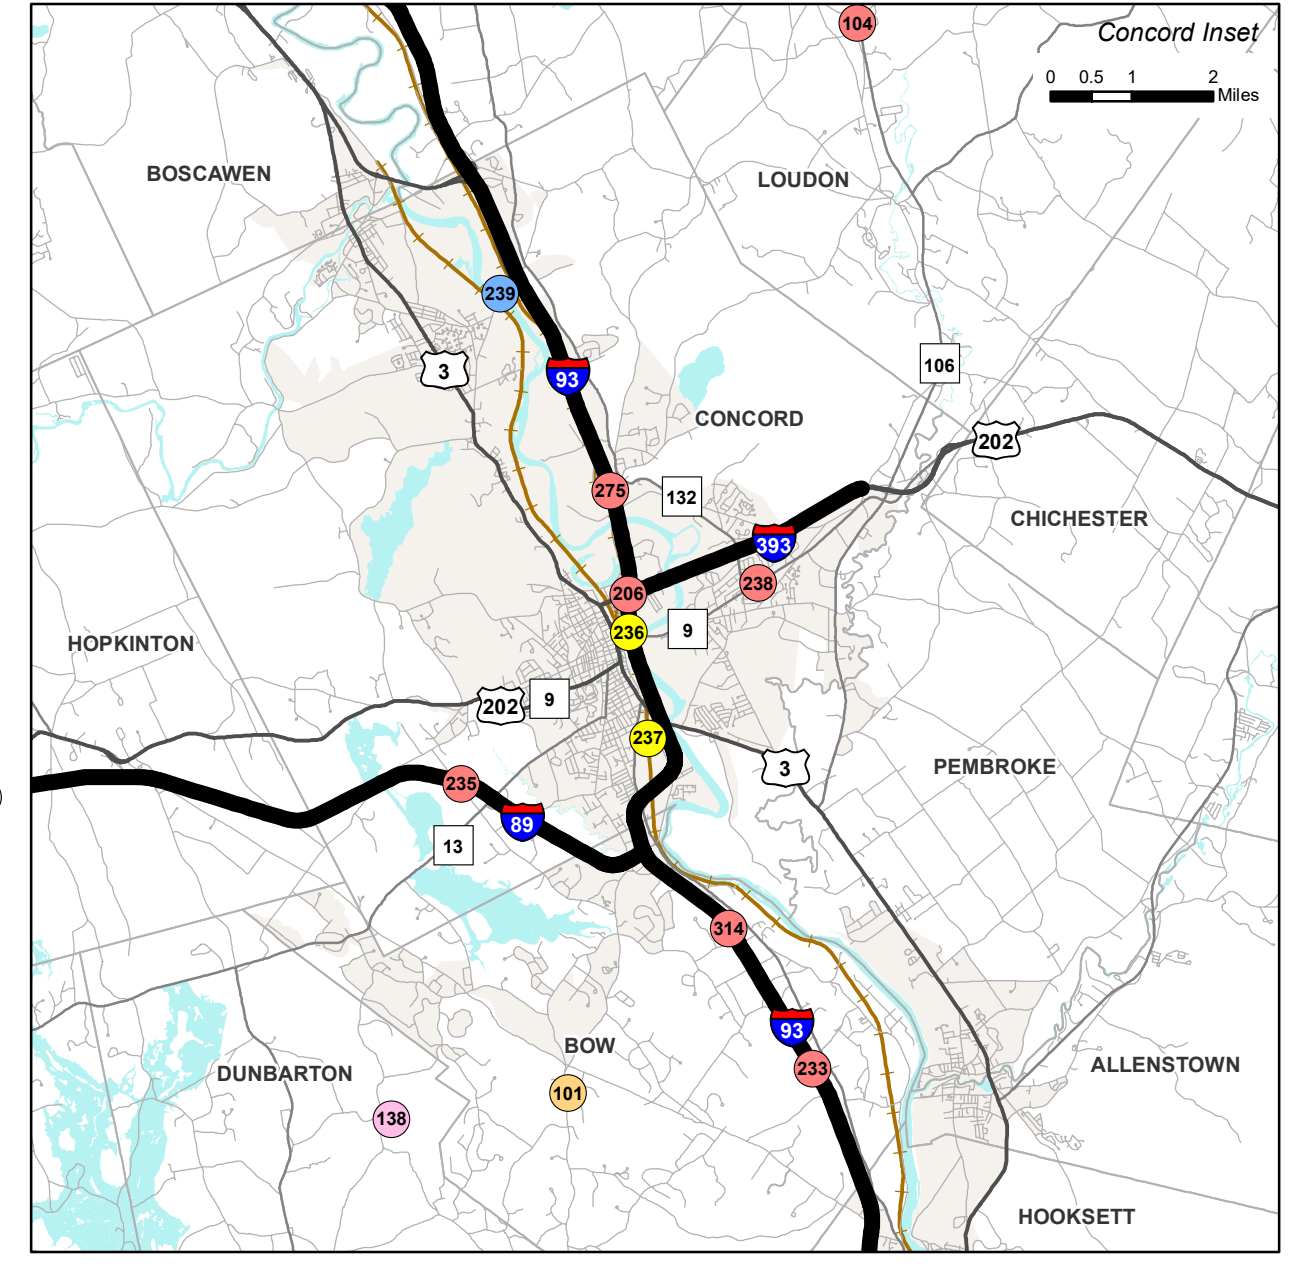 104
Concord Inset
0 0.5 1 2
Miles
BOSCAWEN
LOUDON
239
106
3
93
CONCORD
202
275
132
CHICHESTER
393
238
206
236
9
HOPKINTON
202
9
237
3
PEMBROKE
235
89
13
314
93
BOW
233
ALLENSTOWN
DUNBARTON
101
138
HOOKSETT